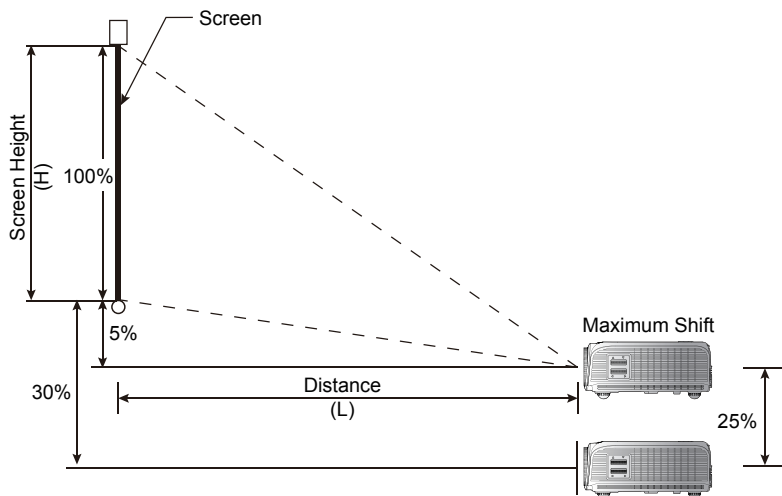 Screen
Screen Height
(H)
100%
5%
Maximum Shift
30%
Distance
(L)
25%